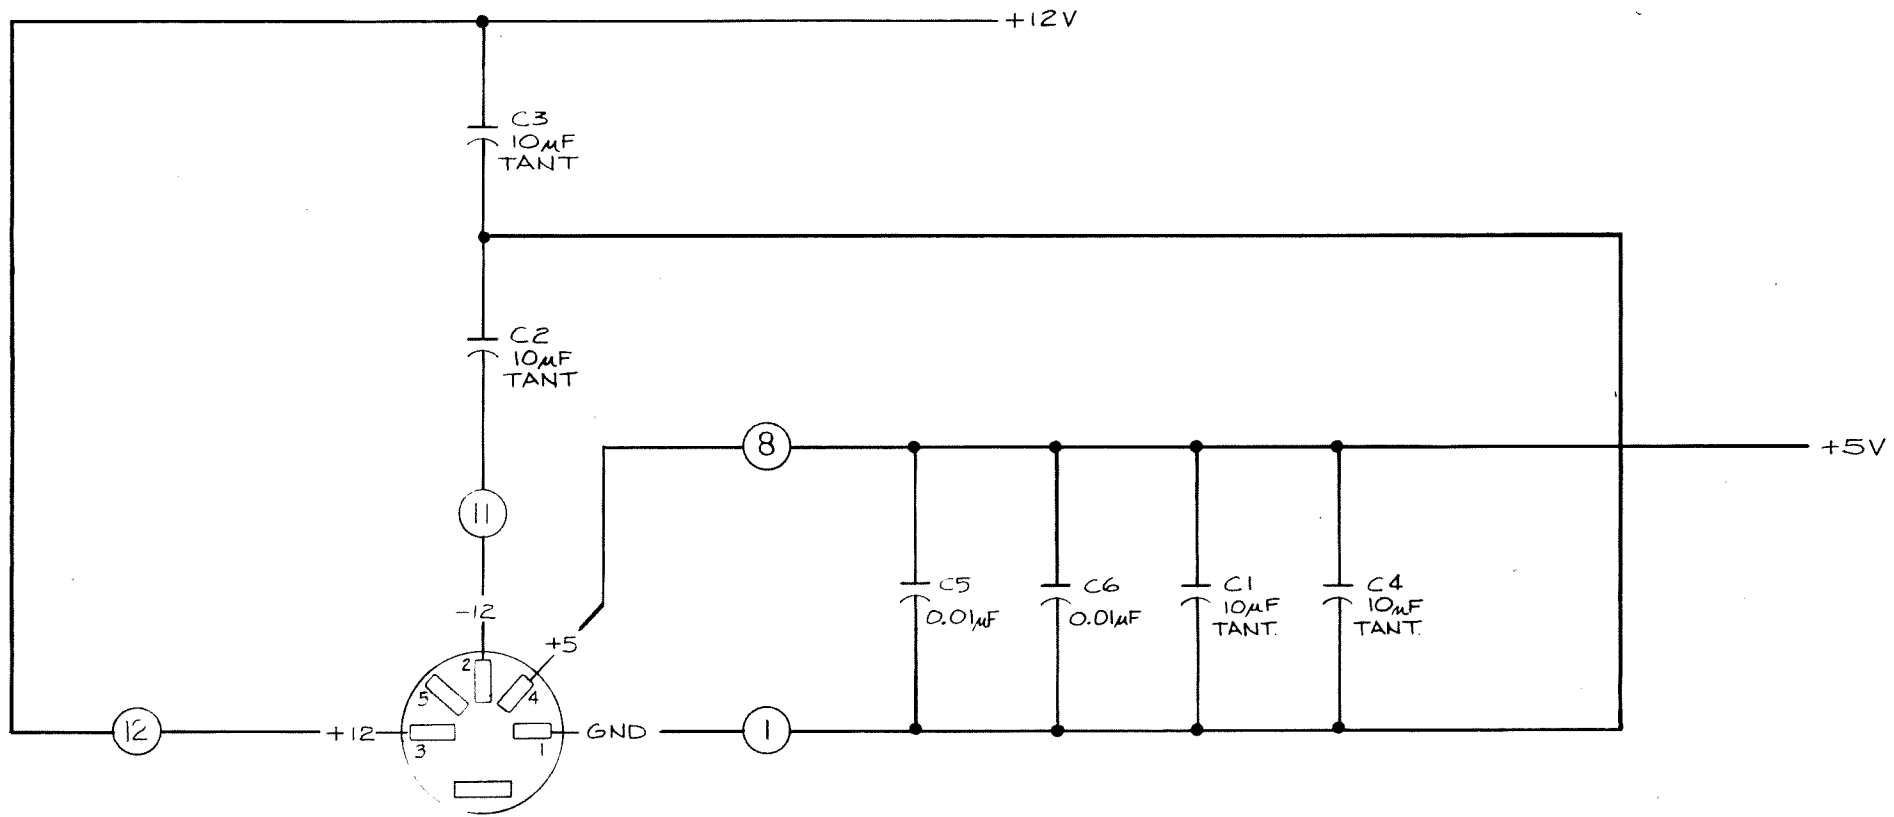 +12V
C3
10µF
TANT
C2
10µF
TANT
8
+5V
11
C5
0.01µF
C6
0.01µF
C1
10µF
TANT.
C4
10µF
TANT.
-12
+5
2
5
4
12
+12
3
1
GND
1